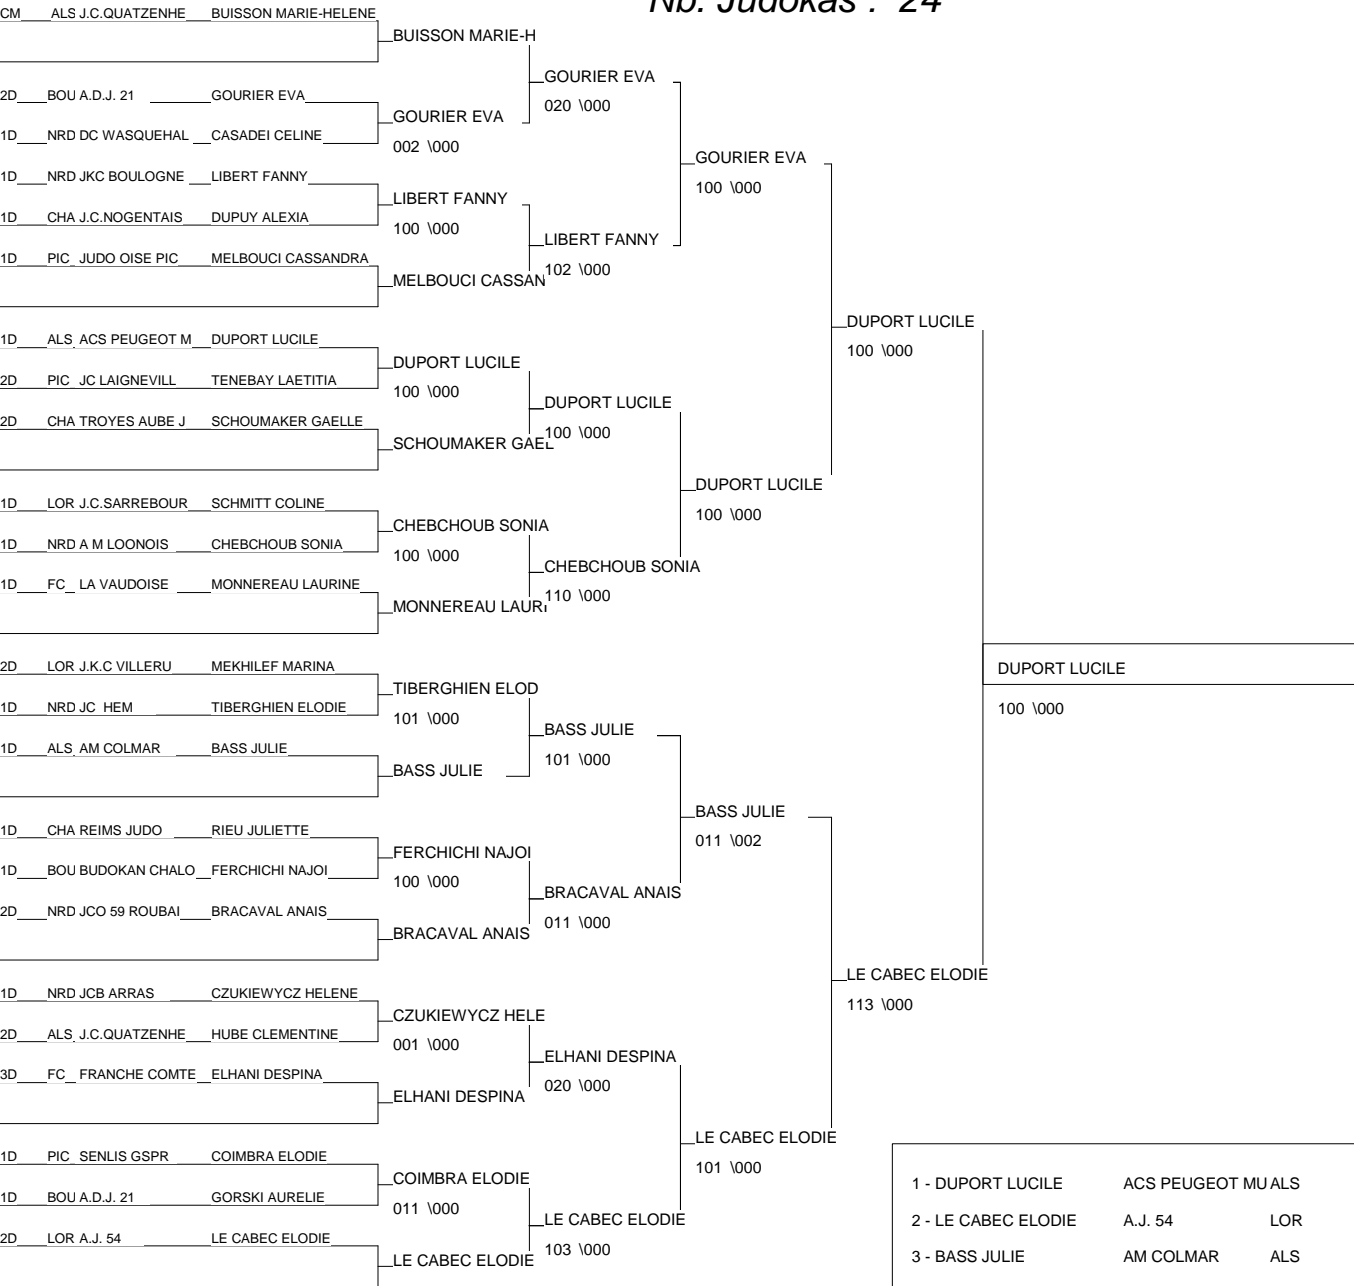 Nb. Judokas : 24
CM ALS J.C.QUATZENHE BUISSON MARIE-HELENE
BUISSON MARIE-H
GOURIER EVA
020 \000
2D BOU A.D.J. 21 GOURIER EVA
GOURIER EVA
002 \000
1D NRD DC WASQUEHAL CASADEI CELINE
GOURIER EVA
100 \000
1D NRD JKC BOULOGNE LIBERT FANNY
LIBERT FANNY
100 \000
1D CHA J.C.NOGENTAIS DUPUY ALEXIA
LIBERT FANNY
102 \000
1D PIC JUDO OISE PIC MELBOUCI CASSANDRA
MELBOUCI CASSAN
DUPORT LUCILE
100 \000
1D ALS ACS PEUGEOT M DUPORT LUCILE
DUPORT LUCILE
100 \000
2D PIC JC LAIGNEVILL TENEBAY LAETITIA
DUPORT LUCILE
100 \000
2D CHA TROYES AUBE J SCHOUMAKER GAELLE
SCHOUMAKER GAEL
DUPORT LUCILE
100 \000
1D LOR J.C.SARREBOUR SCHMITT COLINE
CHEBCHOUB SONIA
100 \000
1D NRD A M LOONOIS CHEBCHOUB SONIA
CHEBCHOUB SONIA
110 \000
1D FC LA VAUDOISE MONNEREAU LAURINE
MONNEREAU LAURI
DUPORT LUCILE
100 \000
2D LOR J.K.C VILLERU MEKHILEF MARINA
TIBERGHIEN ELOD
101 \000
1D NRD JC HEM TIBERGHIEN ELODIE
BASS JULIE
101 \000
1D ALS AM COLMAR BASS JULIE
BASS JULIE
BASS JULIE
011 \002
1D CHA REIMS JUDO RIEU JULIETTE
FERCHICHI NAJOI
100 \000
1D BOU BUDOKAN CHALO FERCHICHI NAJOI
BRACAVAL ANAIS
011 \000
2D NRD JCO 59 ROUBAI BRACAVAL ANAIS
BRACAVAL ANAIS
LE CABEC ELODIE
113 \000
1D NRD JCB ARRAS CZUKIEWYCZ HELENE
CZUKIEWYCZ HELE
001 \000
2D ALS J.C.QUATZENHE HUBE CLEMENTINE
ELHANI DESPINA
020 \000
3D FC FRANCHE COMTE ELHANI DESPINA
ELHANI DESPINA
LE CABEC ELODIE
101 \000
1D PIC SENLIS GSPR COIMBRA ELODIE
COIMBRA ELODIE
011 \000
1D BOU A.D.J. 21 GORSKI AURELIE
LE CABEC ELODIE
103 \000
2D LOR A.J. 54 LE CABEC ELODIE
LE CABEC ELODIE
1 - DUPORT LUCILE ACS PEUGEOT MU ALS
2 - LE CABEC ELODIE A.J. 54 LOR
3 - BASS JULIE AM COLMAR ALS